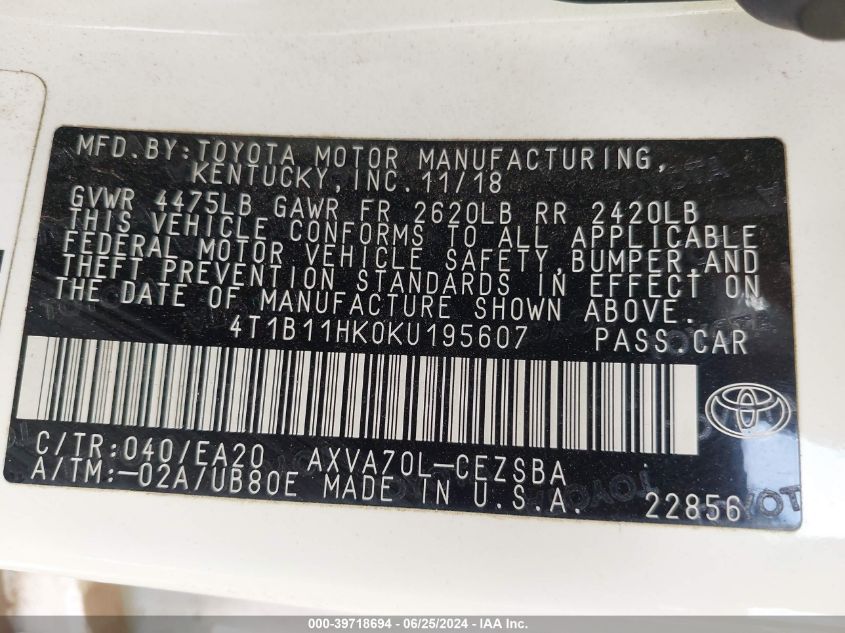 MFD.BY:TOYOTA MOTOR MANUFACTURING,
KENTUCKY,INC.11/18
GVWR 4475LB GAWR FR 2620LB RR 2420LB
THIS VEHICLE CONFORMS TO ALL APPLICABLE
FEDERAL MOTOR VEHICLE SAFETY,BUMPER,AND
THEFT PREVENTION STANDARDS IN EFFECT ON
THE DATE OF MANUFACTURE SHOWN ABOVE.
4T1B11HK0KU195607 PASS.CAR
C/TR:040/EA20 AXVA70L-CEZSBA
A/TM:-02A/UB80E MADE IN U.S.A. 22856
000-39718694 - 06/25/2024 - IAA Inc.